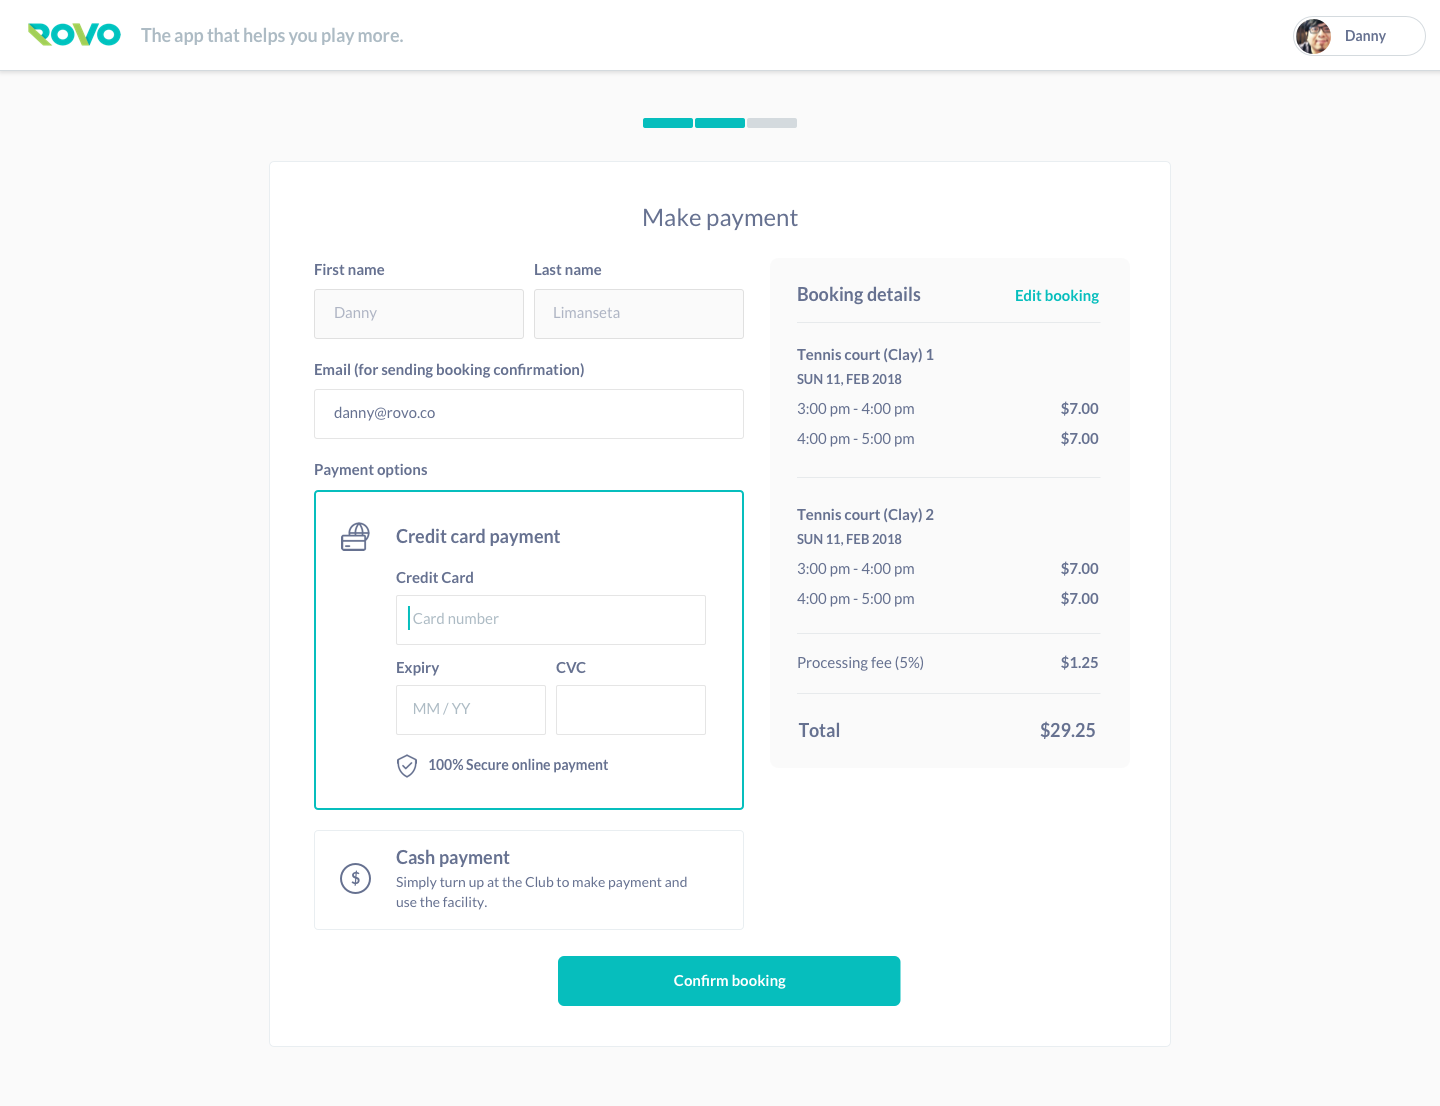 ROVO The app that helps you play more. Danny
Make payment
First name Last name
Danny Limanseta
Email (for sending booking confirmation)
danny@rovo.co
Payment options
Credit card payment
Credit Card
Card number
Expiry CVC
MM / YY
100% Secure online payment
$
Cash payment
Simply turn up at the Club to make payment and
use the facility.
Booking details Edit booking
Tennis court (Clay) 1
SUN 11, FEB 2018
3:00 pm - 4:00 pm $7.00
4:00 pm - 5:00 pm $7.00
Tennis court (Clay) 2
SUN 11, FEB 2018
3:00 pm - 4:00 pm $7.00
4:00 pm - 5:00 pm $7.00
Processing fee (5%) $1.25
Total $29.25
Confirm booking